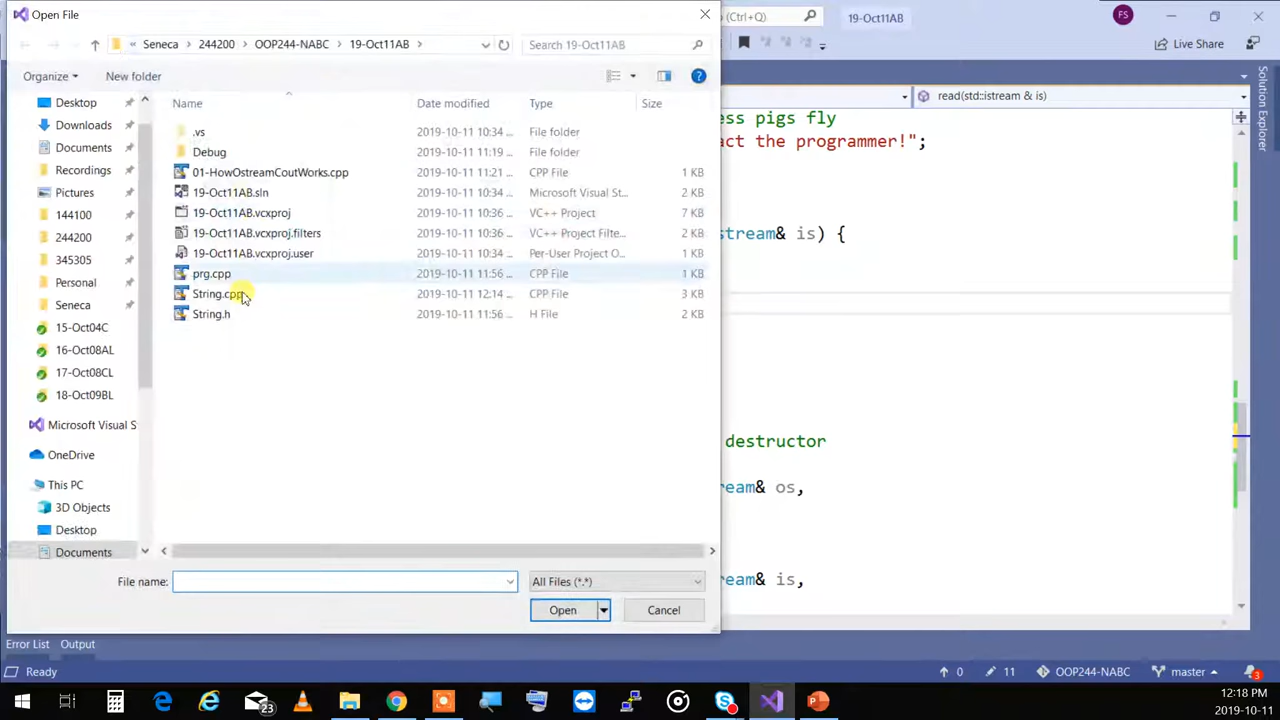 Open File
(Ctrl+Q)
19-Oct11AB
FS
« Seneca > 244200 > OOP244-NABC > 19-Oct11AB >
Search 19-Oct11AB
Live Share
Organize
New folder
Name
Date modified
Type
Size
read(std::istream & is)
Solution Explorer
Desktop
Downloads
Documents
Recordings
Pictures
144100
244200
345305
Personal
Seneca
15-Oct04C
16-Oct08AL
17-Oct08CL
18-Oct09BL
Microsoft Visual S
OneDrive
This PC
3D Objects
Desktop
Documents
.vs 2019-10-11 10:34 ... File folder
Debug 2019-10-11 11:19 ... File folder
01-HowOstreamCoutWorks.cpp 2019-10-11 11:21 ... CPP File 1 KB
19-Oct11AB.sln 2019-10-11 10:34 ... Microsoft Visual St... 2 KB
19-Oct11AB.vcxproj 2019-10-11 10:36 ... VC++ Project 7 KB
19-Oct11AB.vcxproj.filters 2019-10-11 10:36 ... VC++ Project Filte... 2 KB
19-Oct11AB.vcxproj.user 2019-10-11 10:34 ... Per-User Project O... 1 KB
prg.cpp 2019-10-11 11:56 ... CPP File 1 KB
String.cpp 2019-10-11 12:14 ... CPP File 3 KB
String.h 2019-10-11 11:56 ... H File 2 KB
ess pigs fly
act the programmer!";
stream& is) {
destructor
eam& os,
eam& is,
File name:
All Files (*.*)
Open
Cancel
Error List
Output
Ready
0
11
OOP244-NABC
master
3
23
12:18 PM
2019-10-11